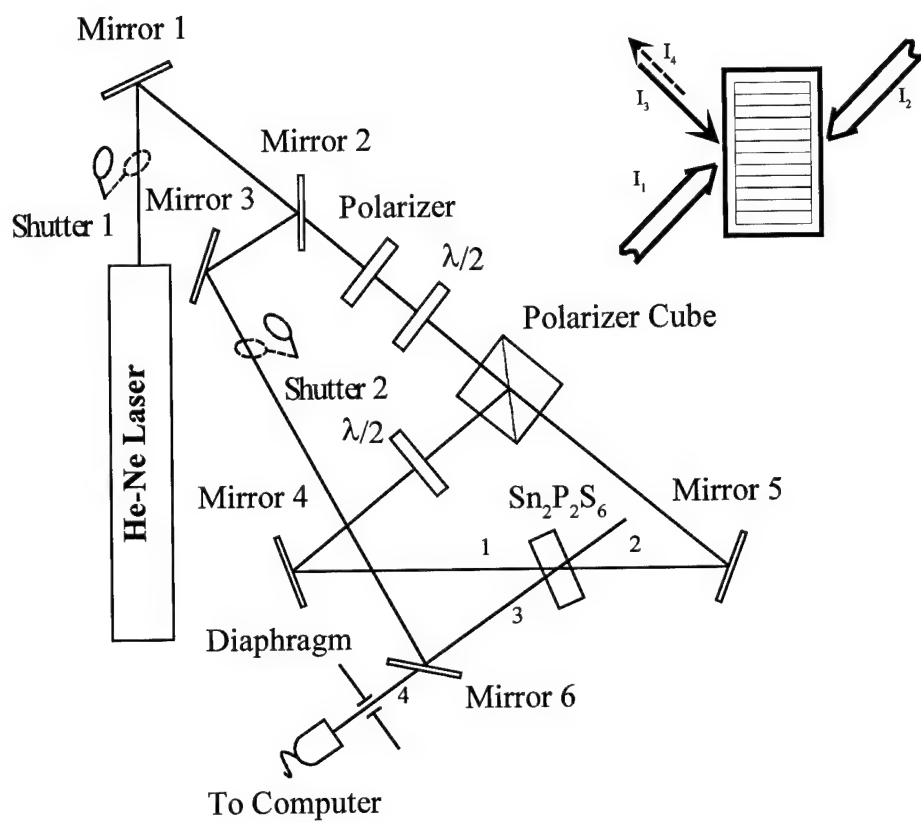 Mirror 1
Mirror 2
Mirror 3
Shutter 1
Polarizer
λ/2
Polarizer Cube
Shutter 2
λ/2
He-Ne Laser
Mirror 4
Sn₂P₂S₆
Mirror 5
1
2
3
Diaphragm
4
Mirror 6
To Computer
I₄
I₃
I₂
I₁